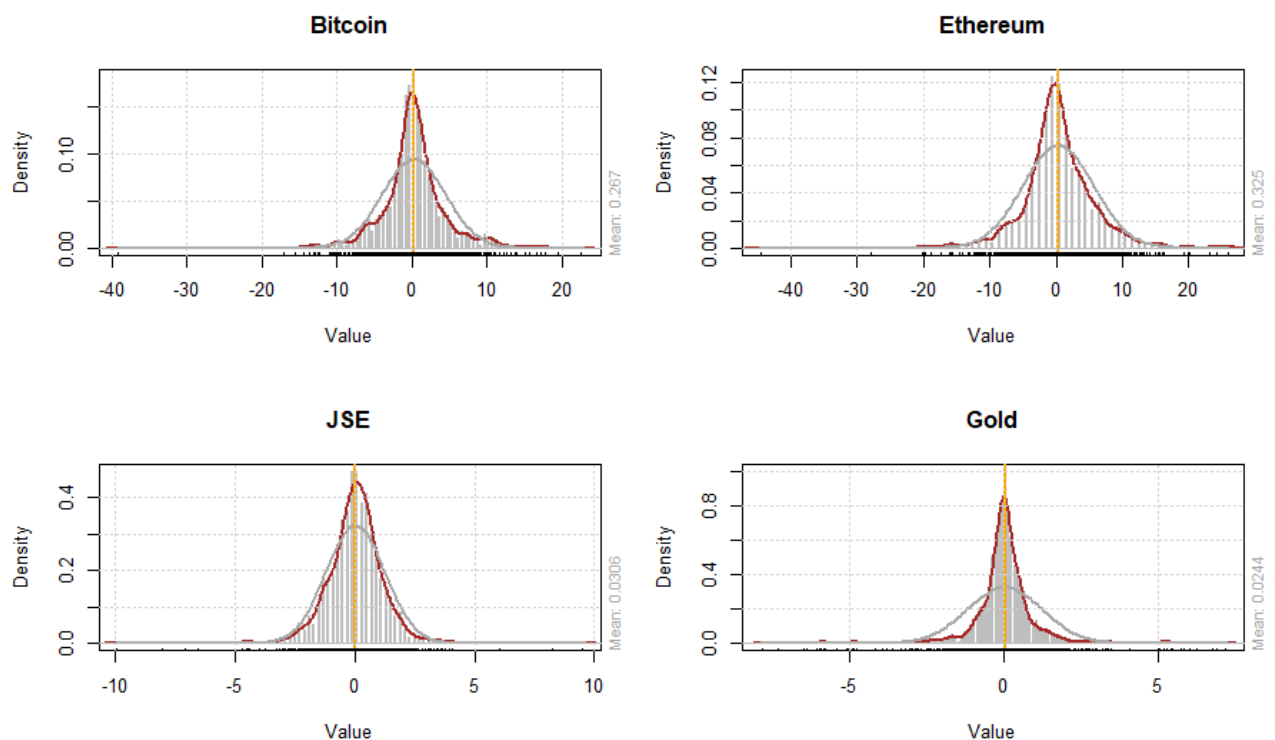 Bitcoin
Density
0.00 0.10
-40 -30 -20 -10 0 10 20
Value
Mean: 0.267
Ethereum
Density
0.00 0.04 0.08 0.12
-40 -30 -20 -10 0 10 20
Value
Mean: 0.325
JSE
Density
0.0 0.2 0.4
-10 -5 0 5 10
Value
Mean: 0.0306
Gold
Density
0.0 0.4 0.8
-5 0 5
Value
Mean: 0.0244